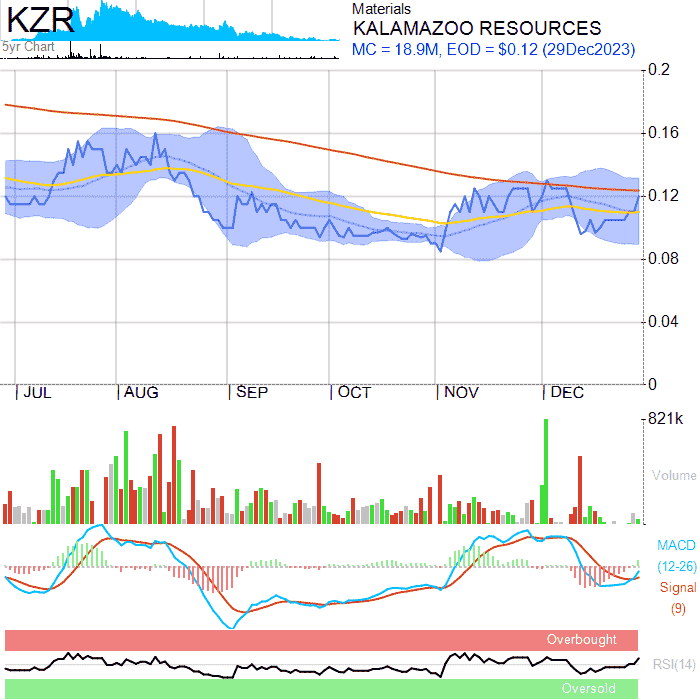 KZR
5yr Chart
Materials
KALAMAZOO RESOURCES
MC = 18.9M, EOD = $0.12 (29Dec2023)
0.2
0.16
0.12
0.08
0.04
0
JUL AUG SEP OCT NOV DEC
821k
Volume
MACD
(12-26)
Signal
(9)
Overbought
RSI(14)
Oversold